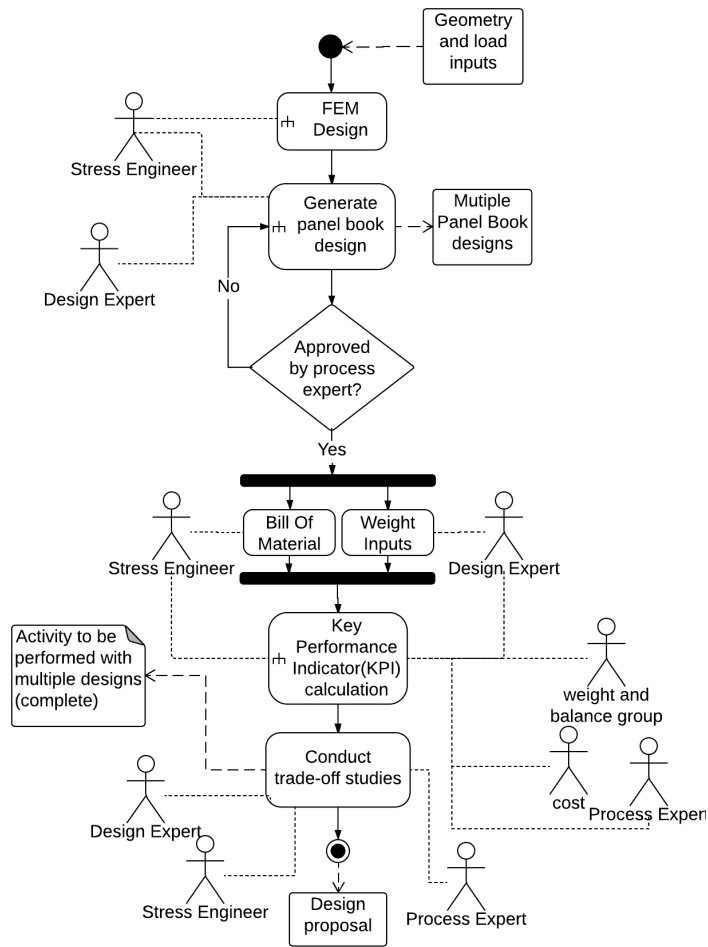 Geometry
and load
inputs
FEM
Design
Stress Engineer
Generate
panel book
design
Mutiple
Panel Book
designs
Design Expert
No
Approved
by process
expert?
Yes
Bill Of
Material
Weight
Inputs
Stress Engineer
Design Expert
Key
Performance
Indicator(KPI)
calculation
Activity to be
performed with
multiple designs
(complete)
weight and
balance group
Conduct
trade-off studies
cost
Process Expert
Design Expert
Stress Engineer
Process Expert
Design
proposal